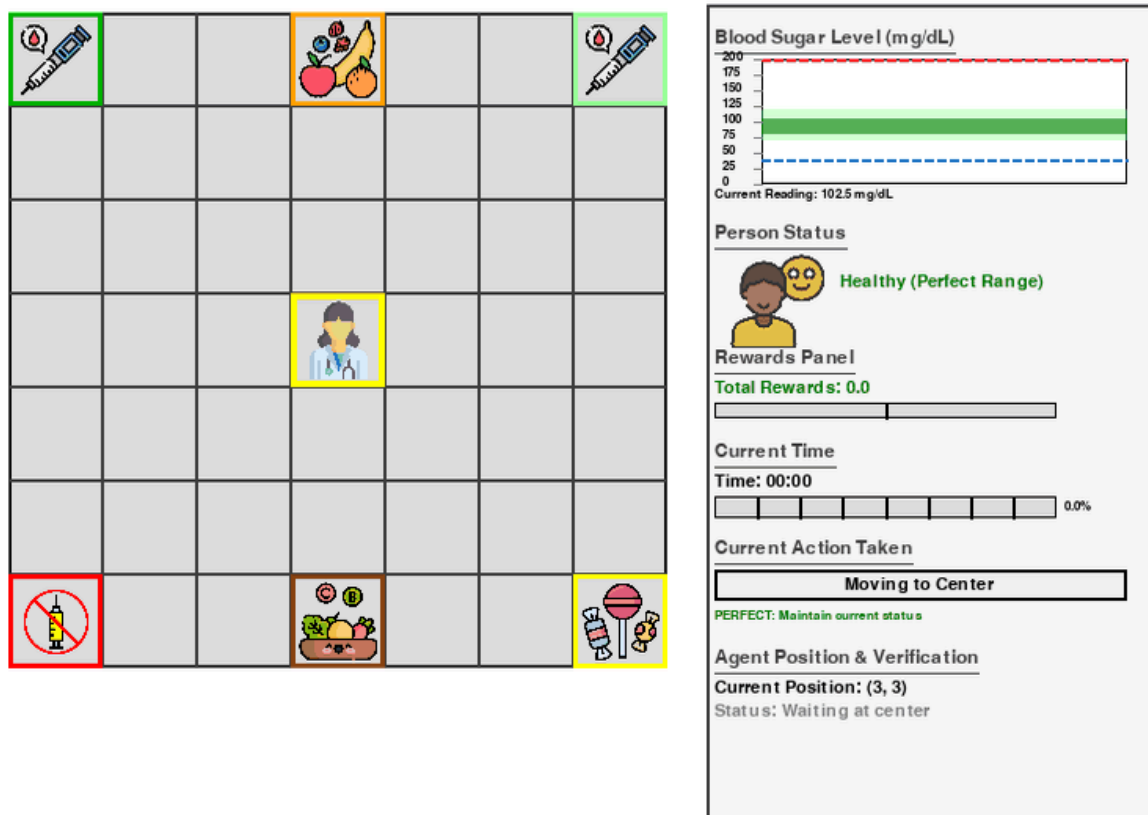 Blood Sugar Level (mg/dL)
200
175
150
125
100
75
50
25
0
Current Reading: 102.5 mg/dL
Person Status
Healthy (Perfect Range)
Rewards Panel
Total Rewards: 0.0
Current Time
Time: 00:00
0.0%
Current Action Taken
Moving to Center
PERFECT: Maintain current status
Agent Position & Verification
Current Position: (3, 3)
Status: Waiting at center
C B